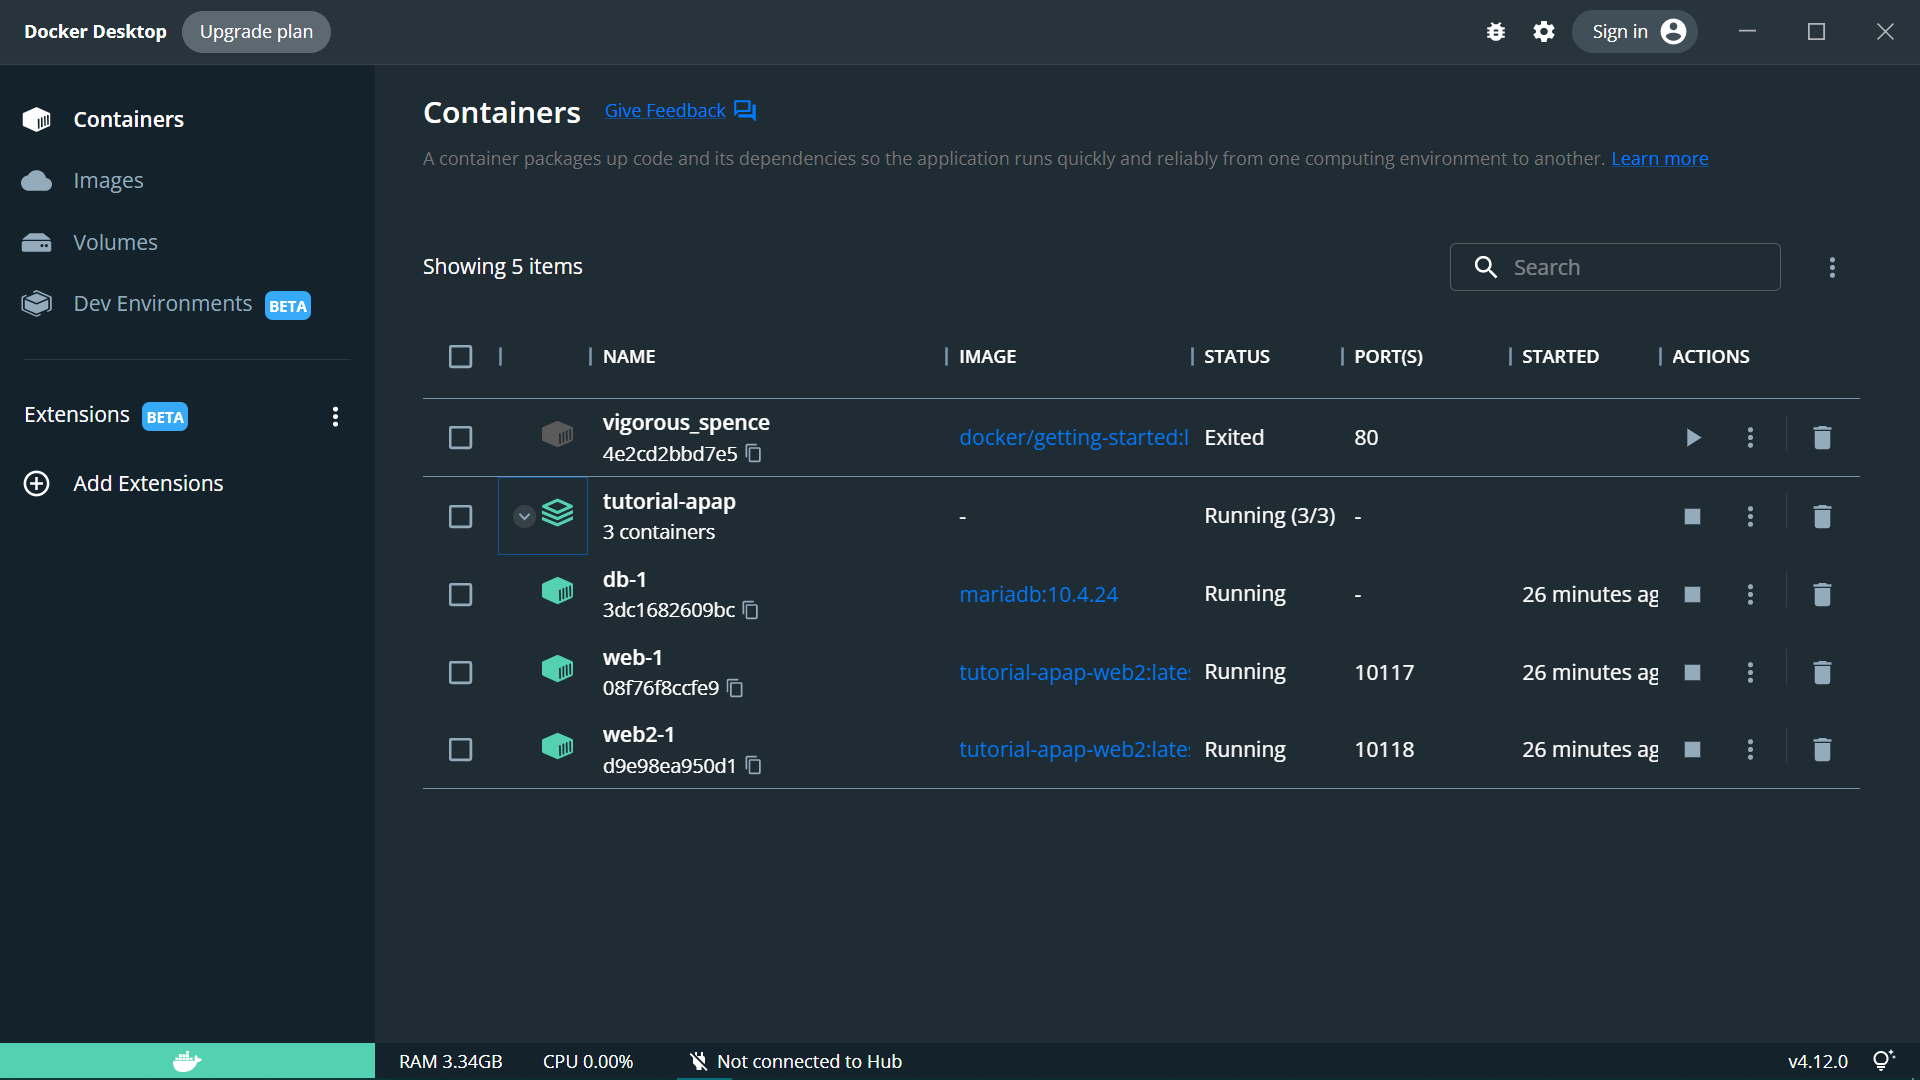 Docker Desktop Upgrade plan Sign in
Containers
Images
Volumes
Dev Environments BETA
Extensions BETA
Add Extensions
Containers Give Feedback
A container packages up code and its dependencies so the application runs quickly and reliably from one computing environment to another. Learn more
Showing 5 items Search
NAME IMAGE STATUS PORT(S) STARTED ACTIONS
vigorous_spence
4e2cd2bbd7e5 docker/getting-started:l Exited 80
tutorial-apap
3 containers - Running (3/3) -
db-1
3dc1682609bc mariadb:10.4.24 Running - 26 minutes ag
web-1
08f76f8ccfe9 tutorial-apap-web2:late Running 10117 26 minutes ag
web2-1
d9e98ea950d1 tutorial-apap-web2:late Running 10118 26 minutes ag
RAM 3.34GB CPU 0.00% Not connected to Hub v4.12.0